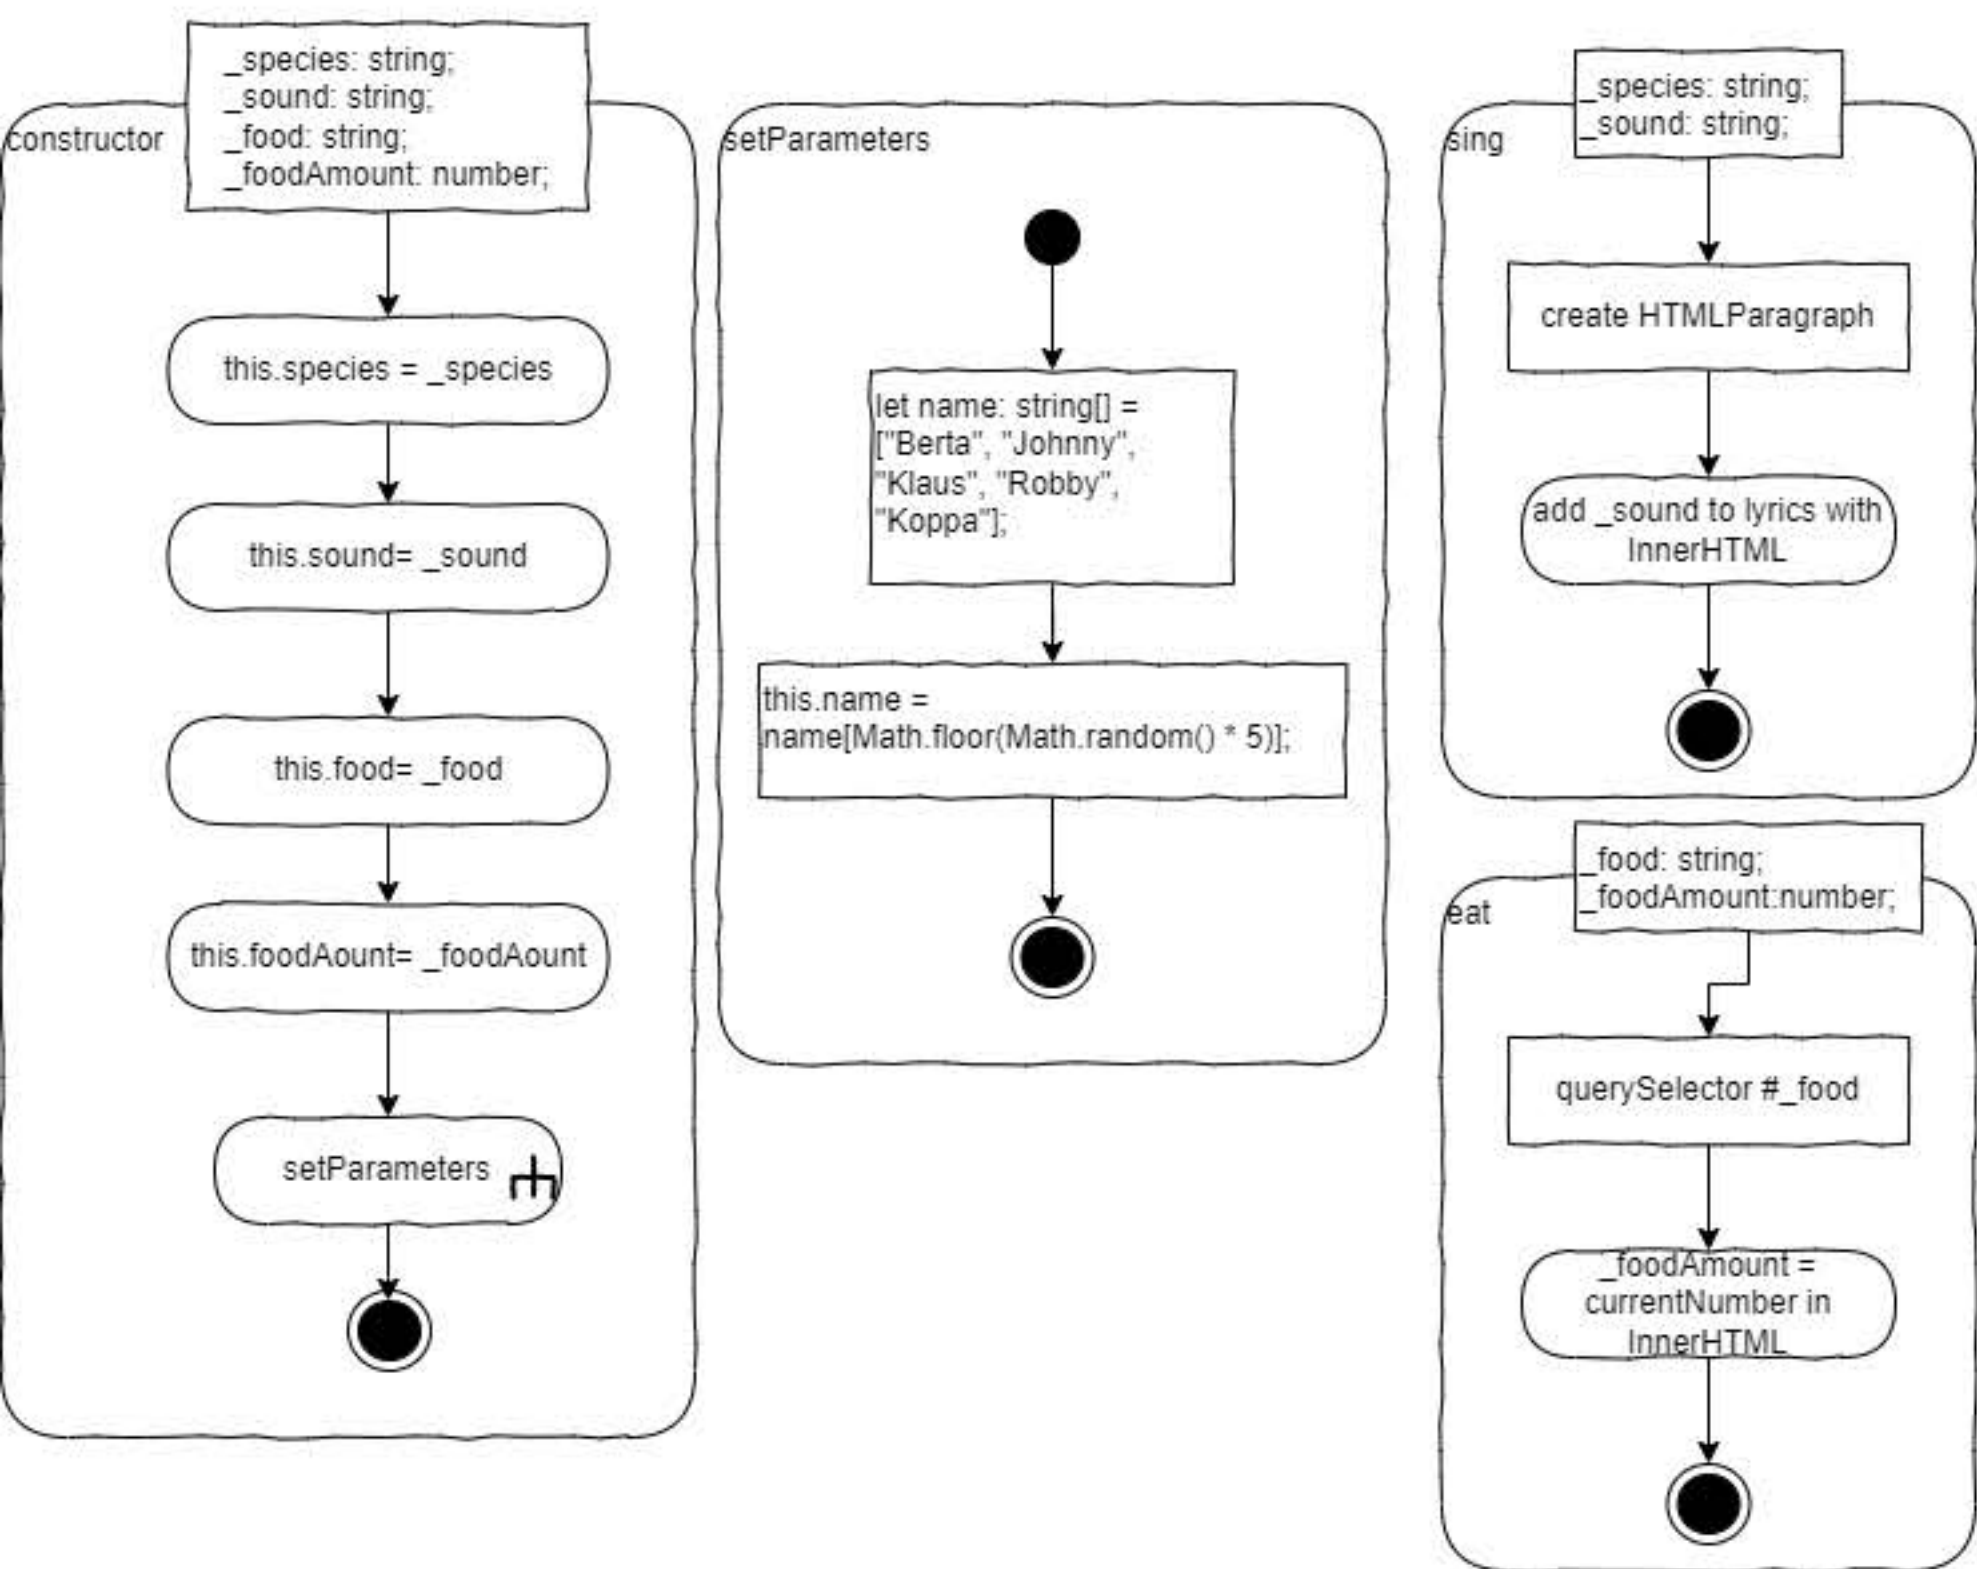 constructor
_species: string;
_sound: string;
_food: string;
_foodAmount: number;
this.species = _species
this.sound= _sound
this.food= _food
this.foodAount= _foodAount
setParameters
setParameters
let name: string[] =
["Berta", "Johnny",
"Klaus", "Robby",
"Koppa"];
this.name =
name[Math.floor(Math.random() * 5)];
sing
_species: string;
_sound: string;
create HTMLParagraph
add _sound to lyrics with
InnerHTML
eat
_food: string;
_foodAmount:number;
querySelector #_food
_foodAmount =
currentNumber in
InnerHTML